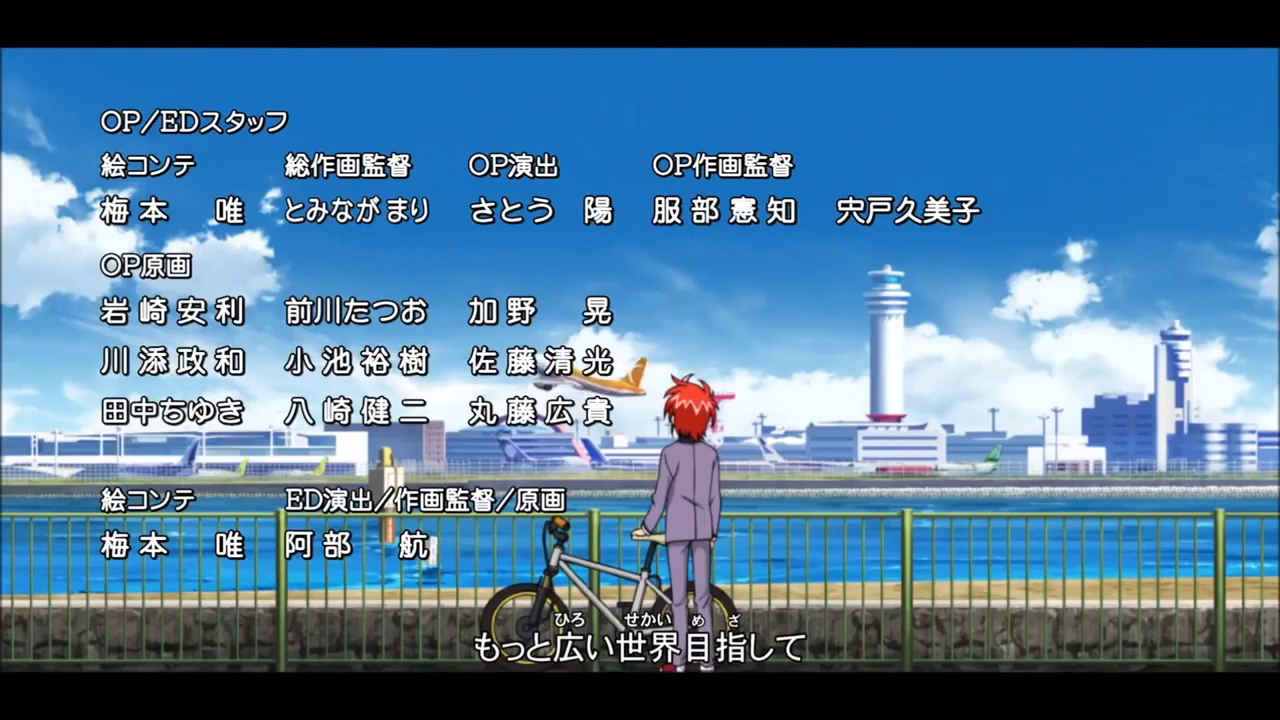 OP/EDスタッフ
絵コンテ 総作画監督 OP演出 OP作画監督
梅本 唯 とみながまり さとう 陽 服部憲知 宍戸久美子
OP原画
岩崎安利 前川たつお 加野 晃
川添政和 小池裕樹 佐藤清光
田中ちゆき 八崎健二 丸藤広貴
絵コンテ ED演出/作画監督/原画
梅本 唯 阿部 航
ひろ せかい め ざ
もっと広い世界目指して